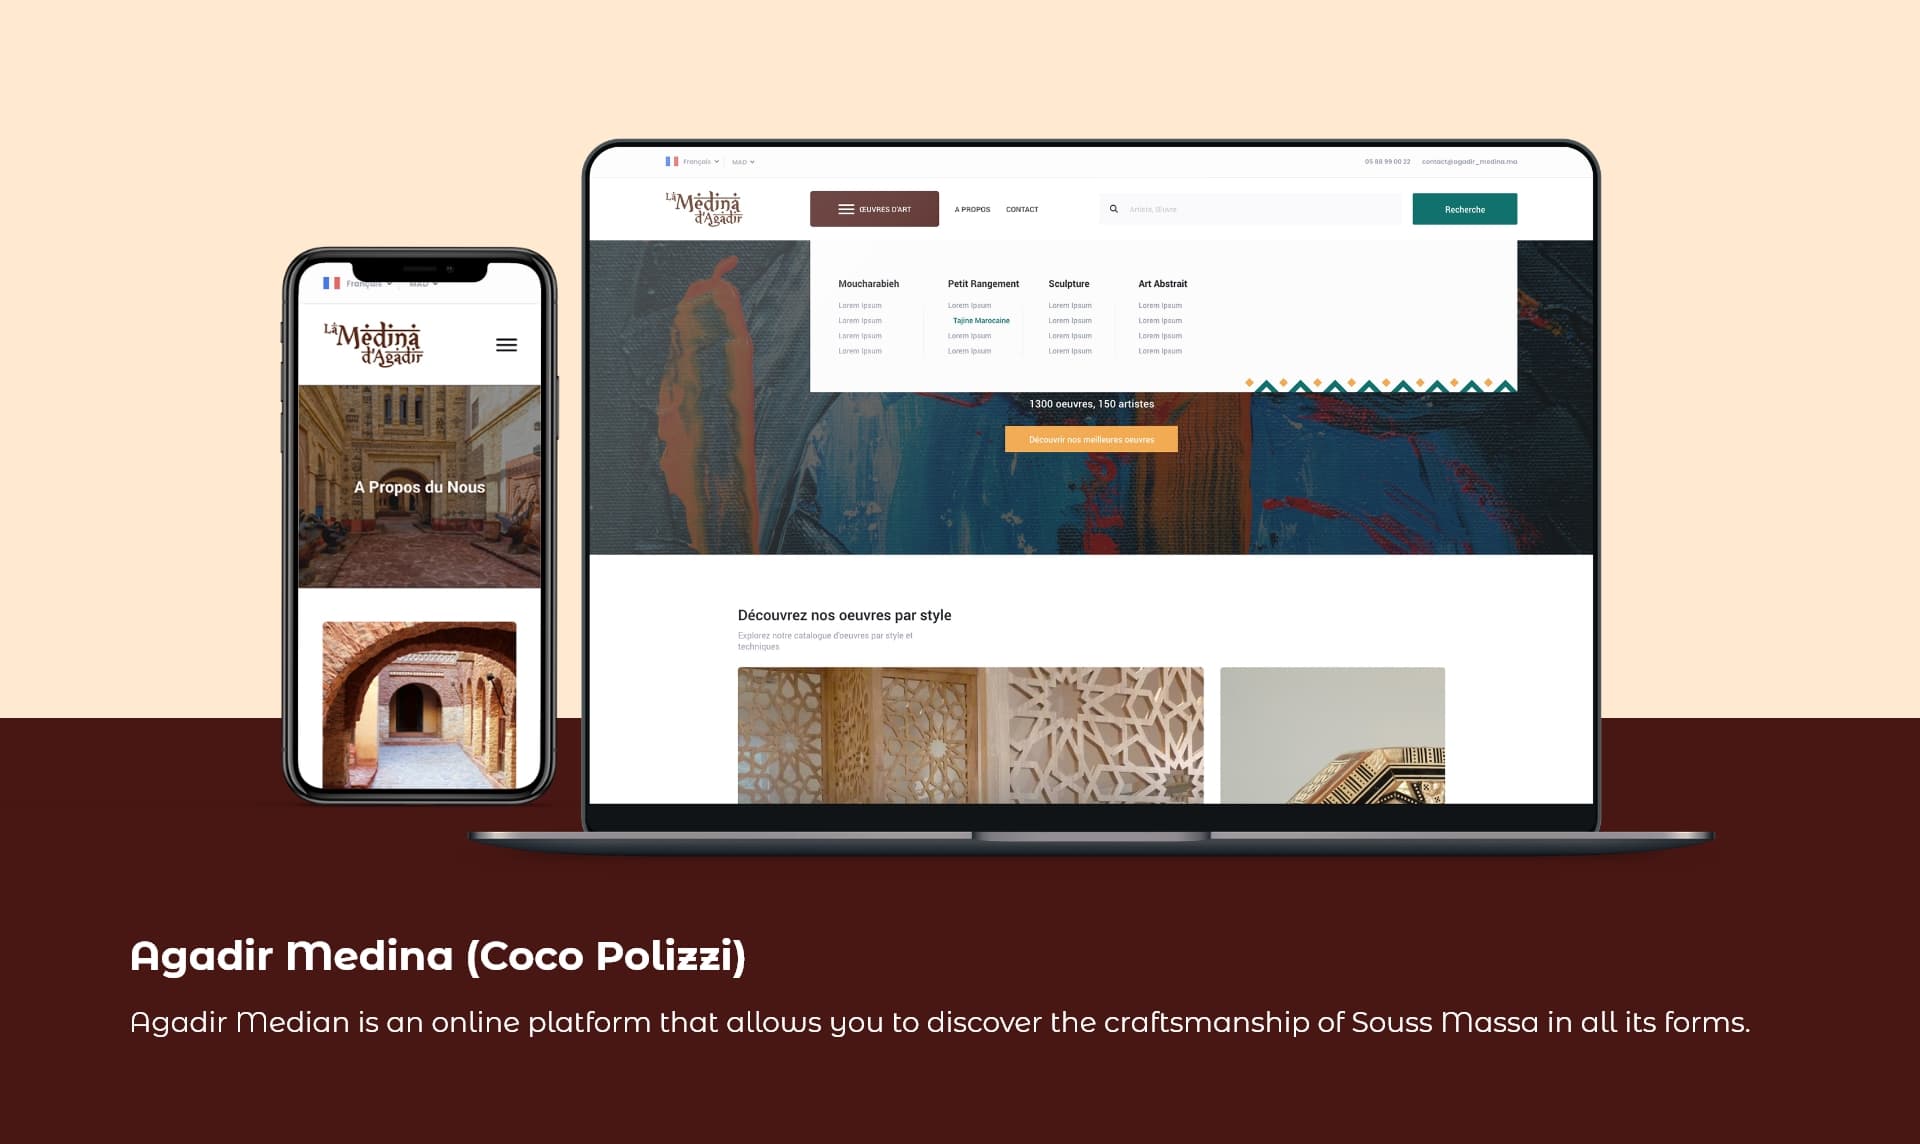 Français
MAD
05 88 99 00 22
contact@agadir_medina.ma
La Medina
d'Agadir
ŒUVRES D'ART
A PROPOS
CONTACT
Artiste, Œuvre
Recherche
Moucharabieh
Lorem Ipsum
Lorem Ipsum
Lorem Ipsum
Lorem Ipsum
Petit Rangement
Lorem Ipsum
Tajine Marocaine
Lorem Ipsum
Lorem Ipsum
Sculpture
Lorem Ipsum
Lorem Ipsum
Lorem Ipsum
Lorem Ipsum
Art Abstrait
Lorem Ipsum
Lorem Ipsum
Lorem Ipsum
Lorem Ipsum
1300 oeuvres, 150 artistes
Découvrir nos meilleures oeuvres
Découvrez nos oeuvres par style
Explorez notre catalogue d'oeuvres par style et
techniques
Français
MAD
La Medina
d'Agadir
A Propos du Nous
Agadir Medina (Coco Polizzi)
Agadir Median is an online platform that allows you to discover the craftsmanship of Souss Massa in all its forms.